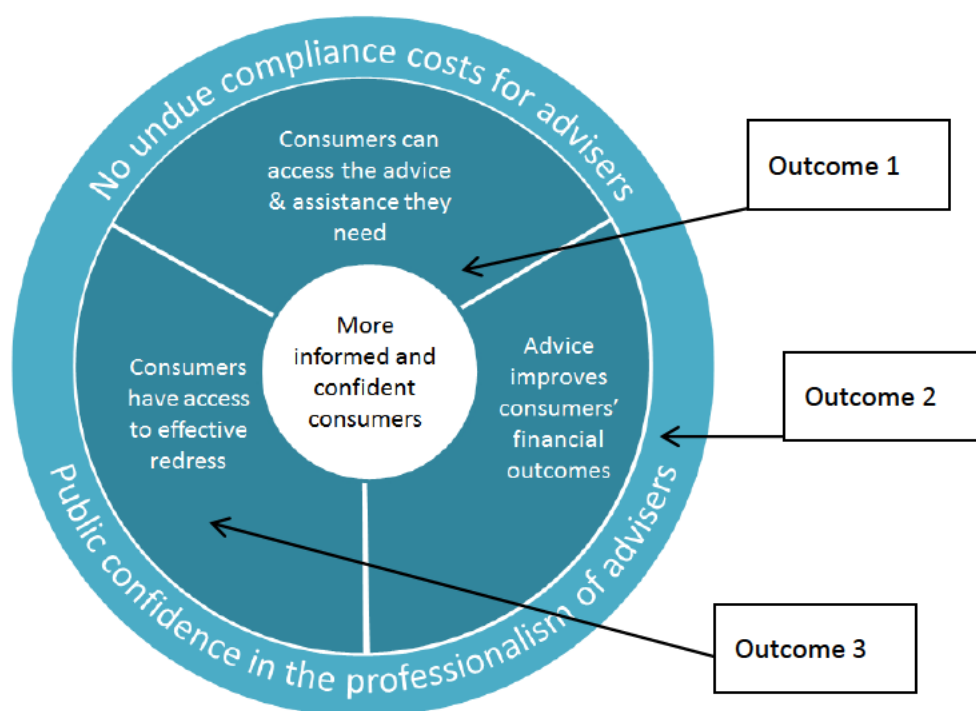 No undue compliance costs for advisers
Consumers can
access the advice
& assistance they
need
Outcome 1
More
informed and
confident
consumers
Consumers
have access
to effective
redress
Advice
improves
consumers’
financial
outcomes
Outcome 2
Public confidence in the professionalism of advisers
Outcome 3